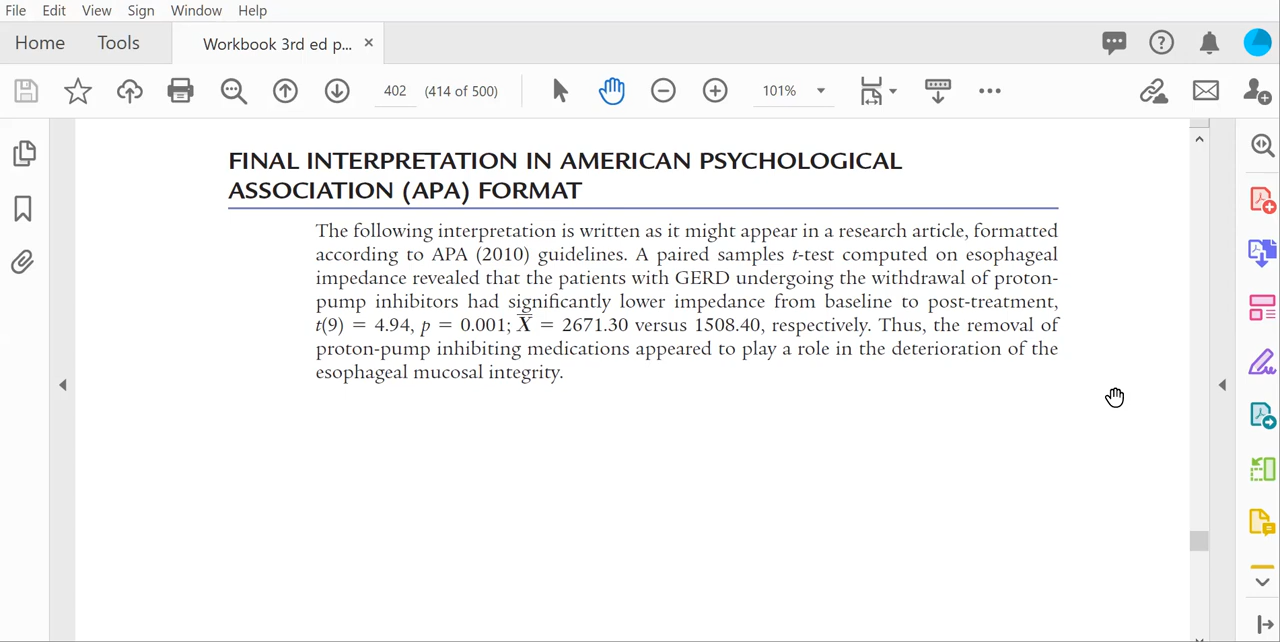 File Edit View Sign Window Help
Home Tools Workbook 3rd ed p... ×
402 (414 of 500) 101%
FINAL INTERPRETATION IN AMERICAN PSYCHOLOGICAL
ASSOCIATION (APA) FORMAT
The following interpretation is written as it might appear in a research article, formatted
according to APA (2010) guidelines. A paired samples t-test computed on esophageal
impedance revealed that the patients with GERD undergoing the withdrawal of proton-
pump inhibitors had significantly lower impedance from baseline to post-treatment,
t(9) = 4.94, p = 0.001; X̅ = 2671.30 versus 1508.40, respectively. Thus, the removal of
proton-pump inhibiting medications appeared to play a role in the deterioration of the
esophageal mucosal integrity.